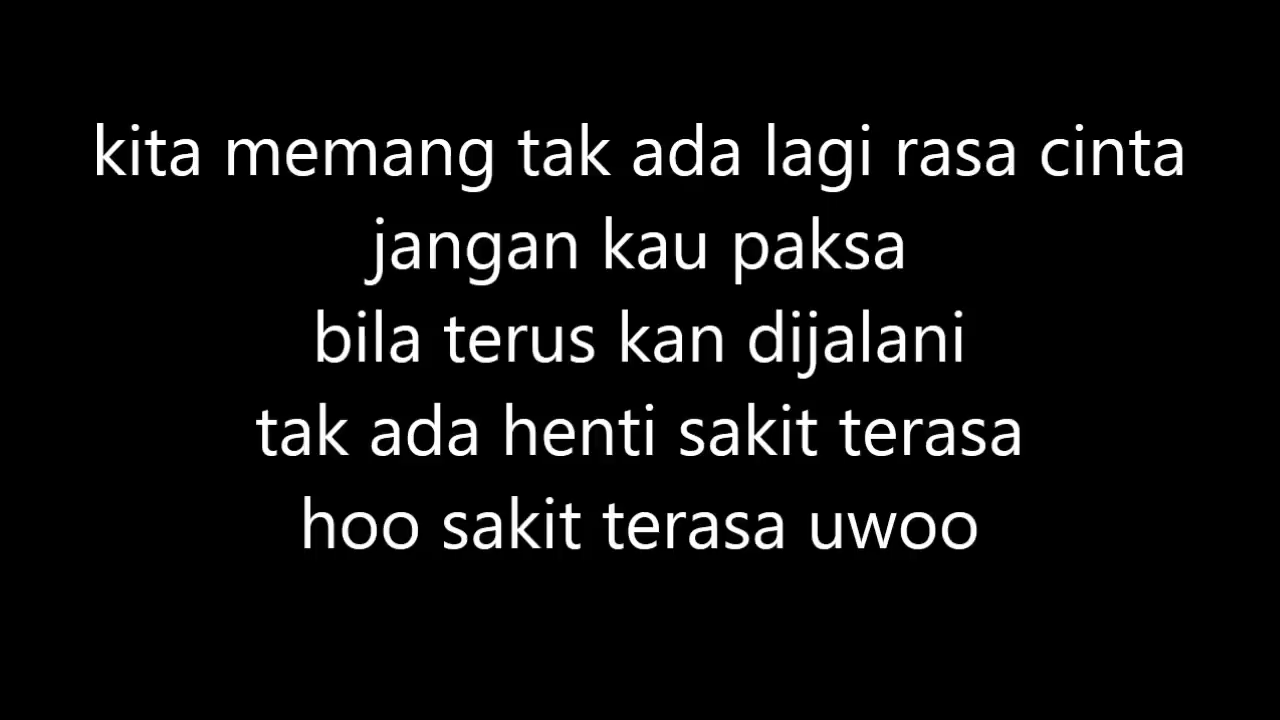 kita memang tak ada lagi rasa cinta
jangan kau paksa
bila terus kan dijalani
tak ada henti sakit terasa
hoo sakit terasa uwoo